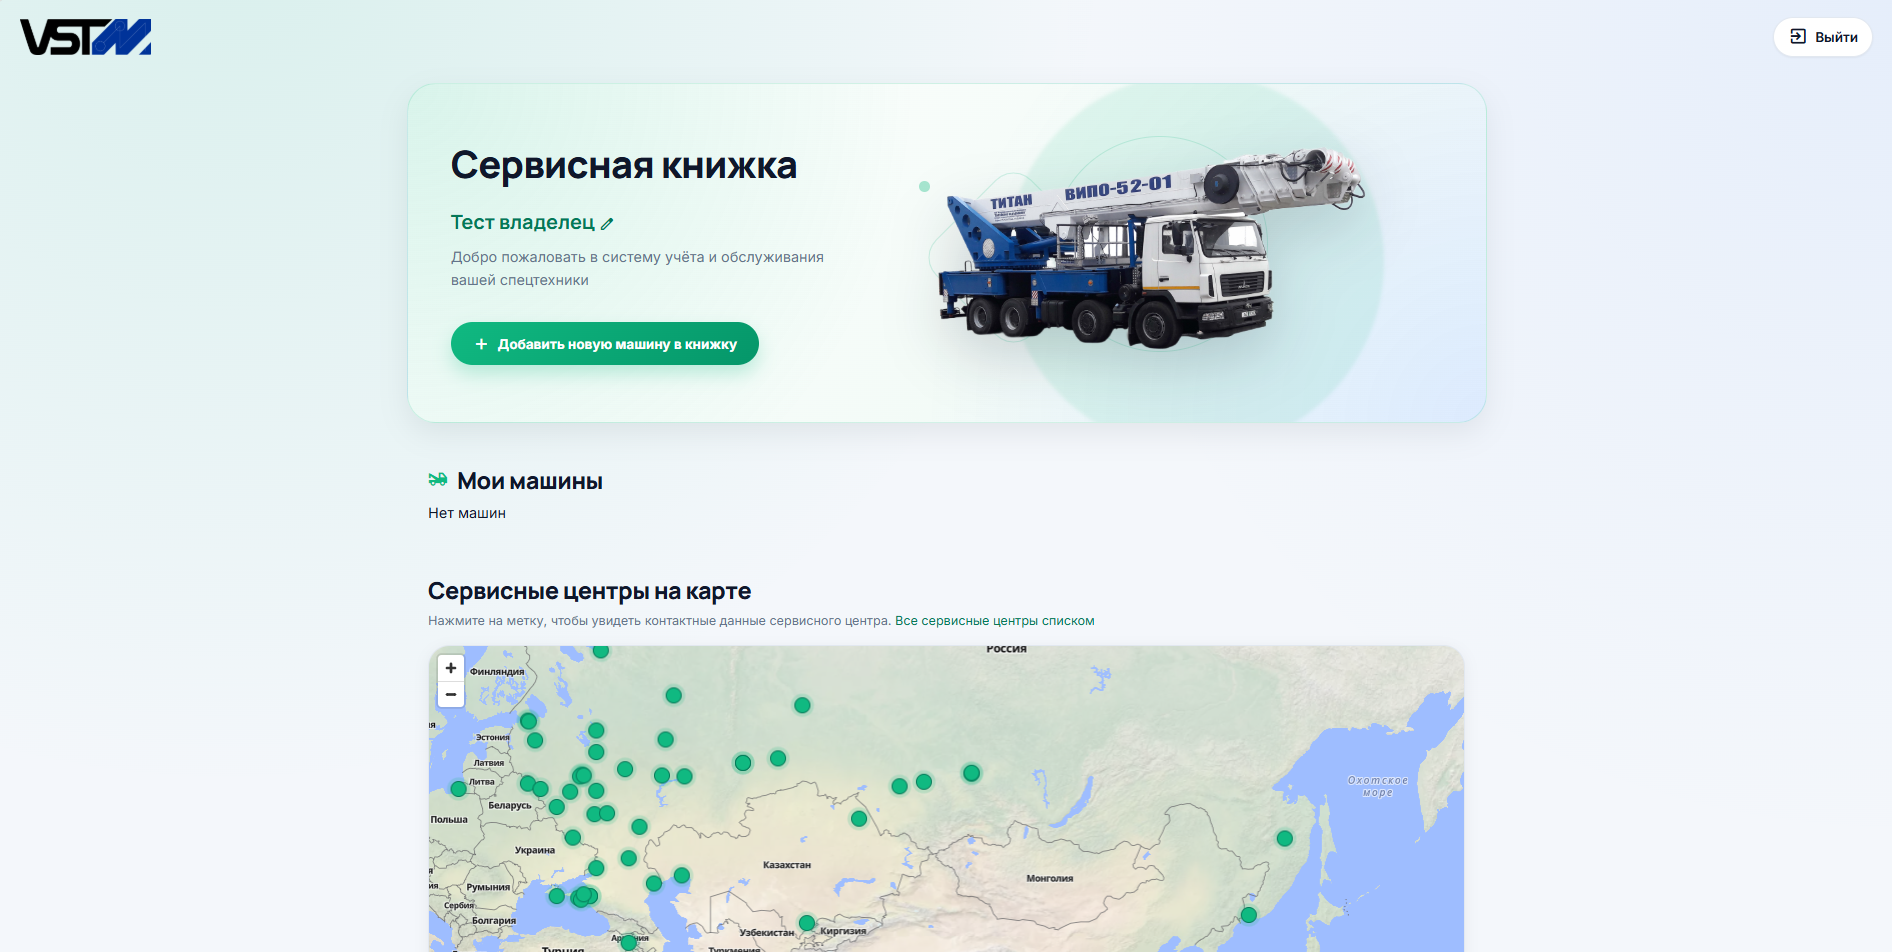 VSTM
Выйти
Сервисная книжка
Тест владелец
Добро пожаловать в систему учёта и обслуживания
вашей спецтехники
+ Добавить новую машину в книжку
ТИТАН
ВИПО-52-01
Мои машины
Нет машин
Сервисные центры на карте
Нажмите на метку, чтобы увидеть контактные данные сервисного центра. Все сервисные центры списком
+
−
Россия
Финляндия
Эстония
Латвия
Литва
Беларусь
Польша
Украина
Румыния
Сербия
Болгария
Турция
Казахстан
Узбекистан
Киргизия
Туркмения
Монголия
Охотское
море